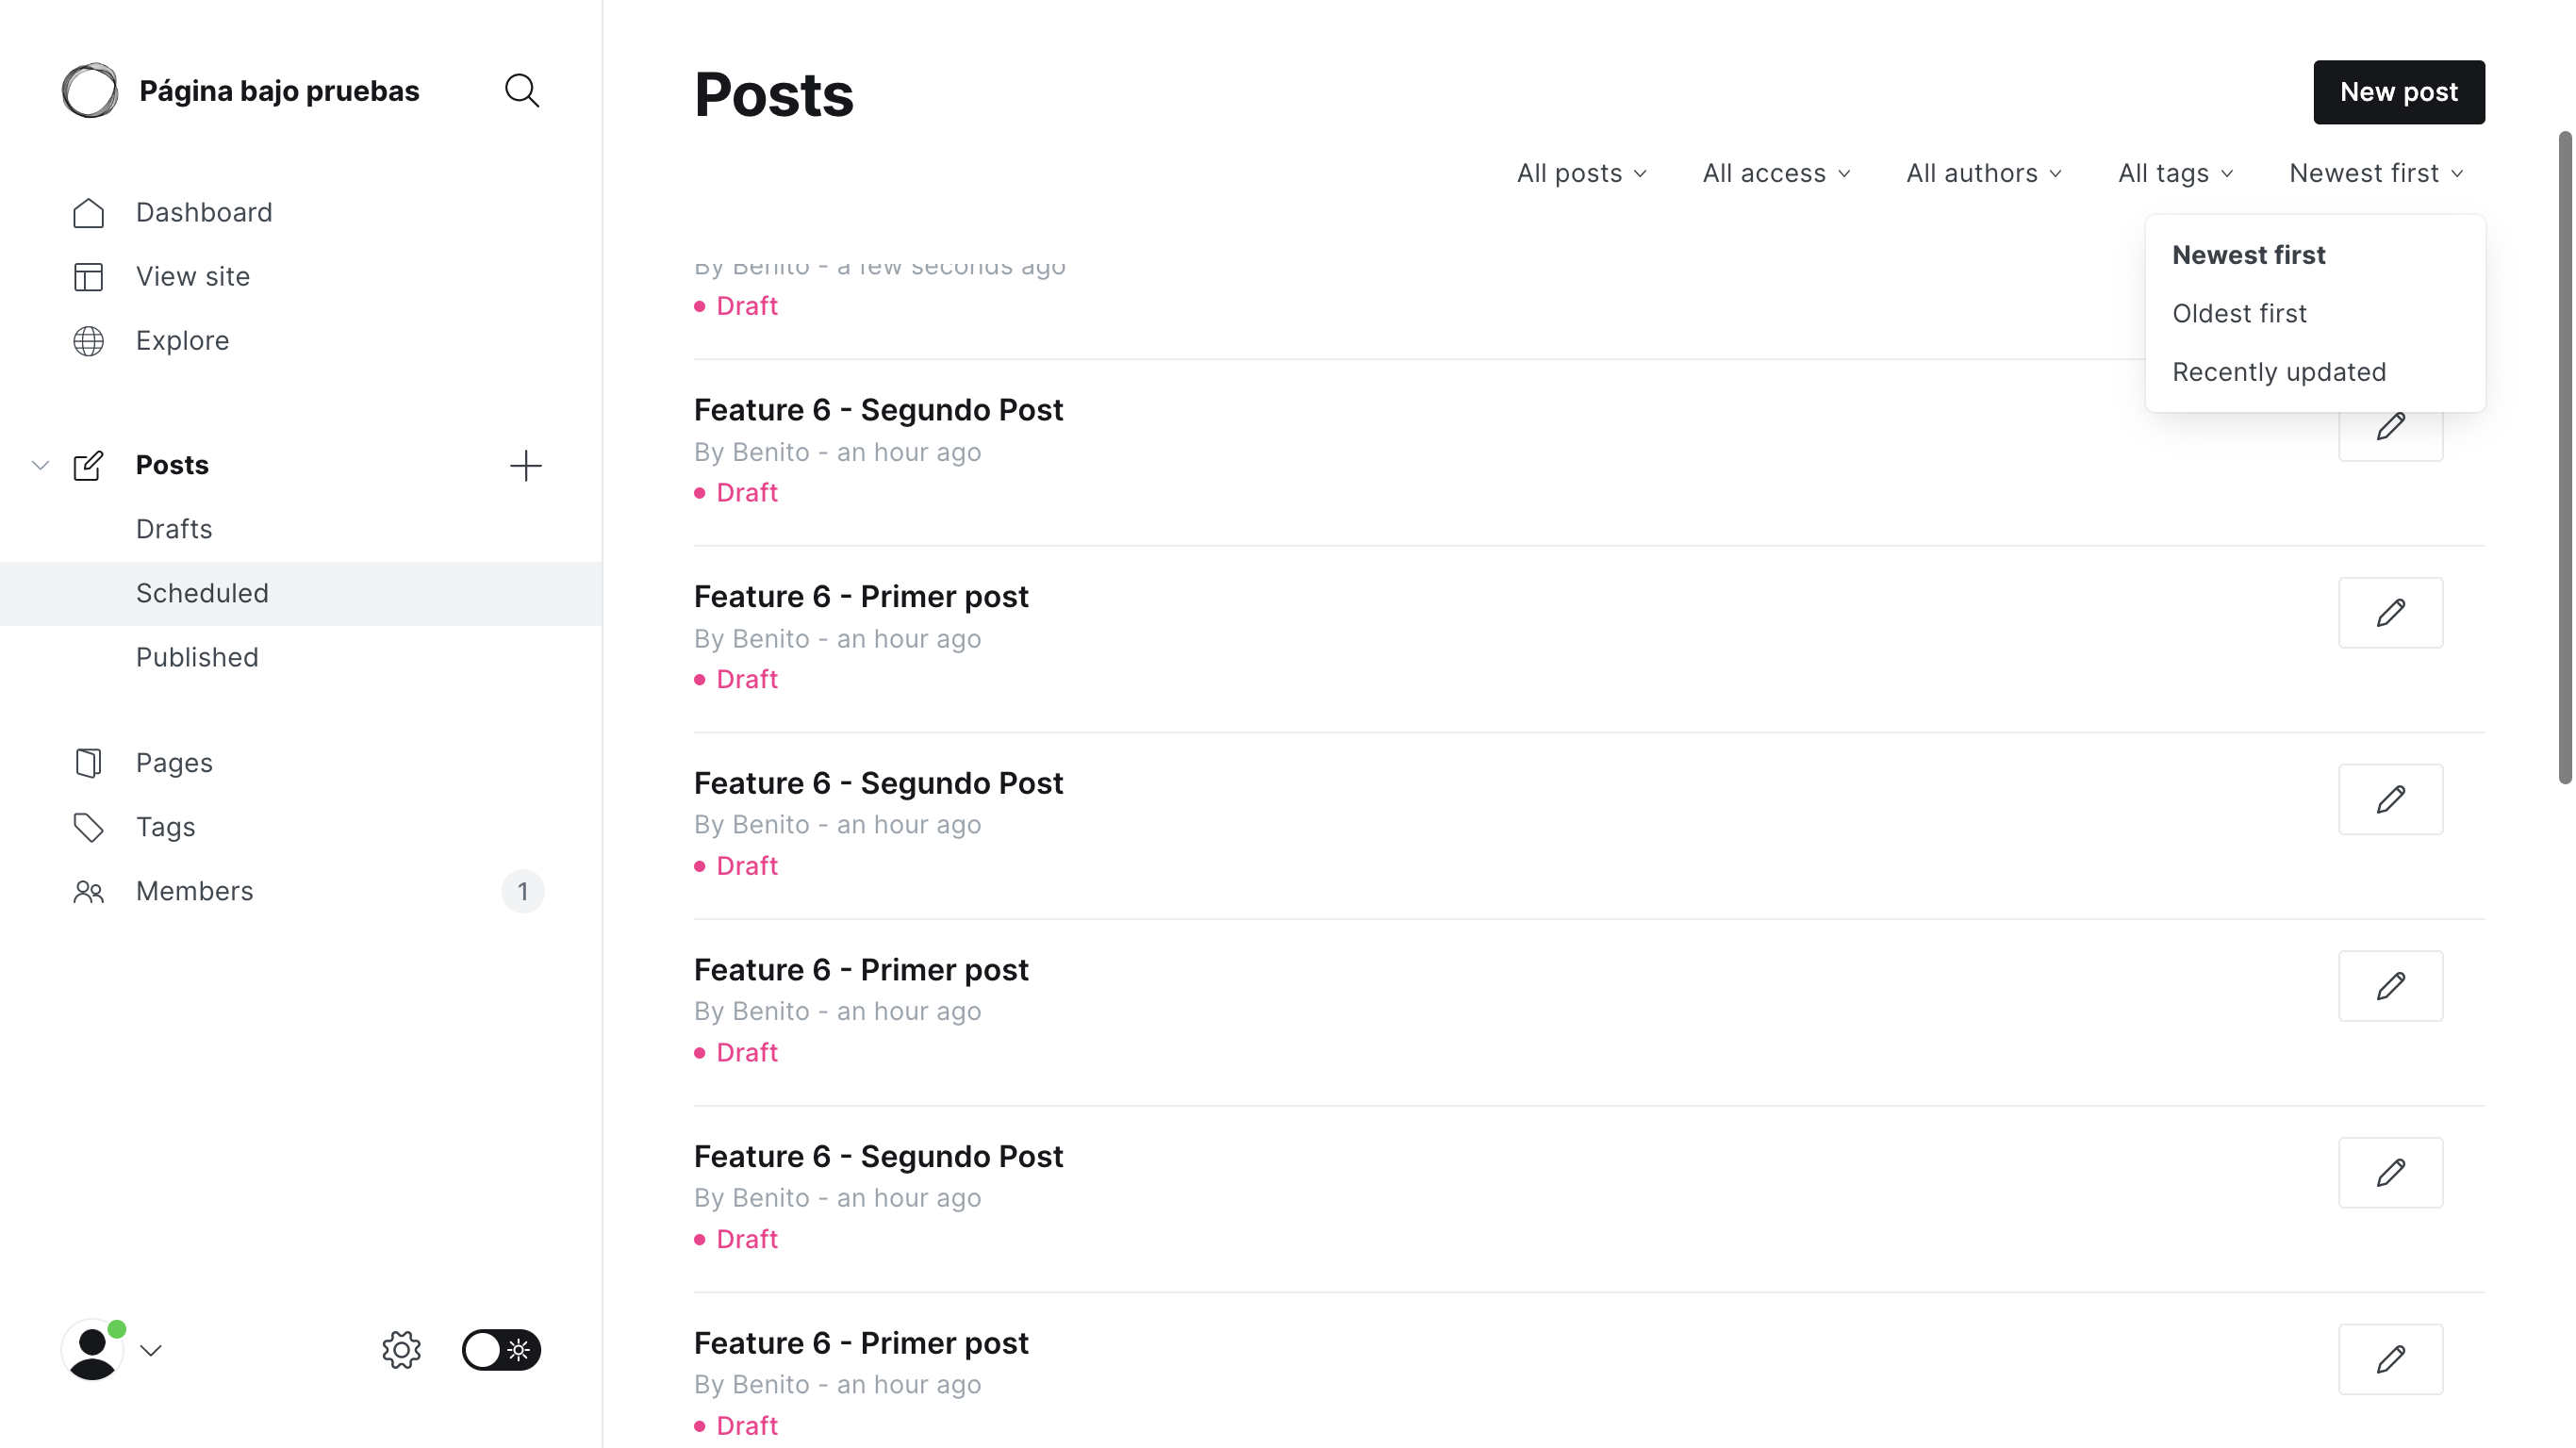 Página bajo pruebas
Dashboard
View site
Explore
Posts
Drafts
Scheduled
Published
Pages
Tags
Members
1
Posts
New post
All posts
All access
All authors
All tags
Newest first
Newest first
Oldest first
Recently updated
By Benito - a few seconds ago
Draft
Feature 6 - Segundo Post
By Benito - an hour ago
Draft
Feature 6 - Primer post
By Benito - an hour ago
Draft
Feature 6 - Segundo Post
By Benito - an hour ago
Draft
Feature 6 - Primer post
By Benito - an hour ago
Draft
Feature 6 - Segundo Post
By Benito - an hour ago
Draft
Feature 6 - Primer post
By Benito - an hour ago
Draft